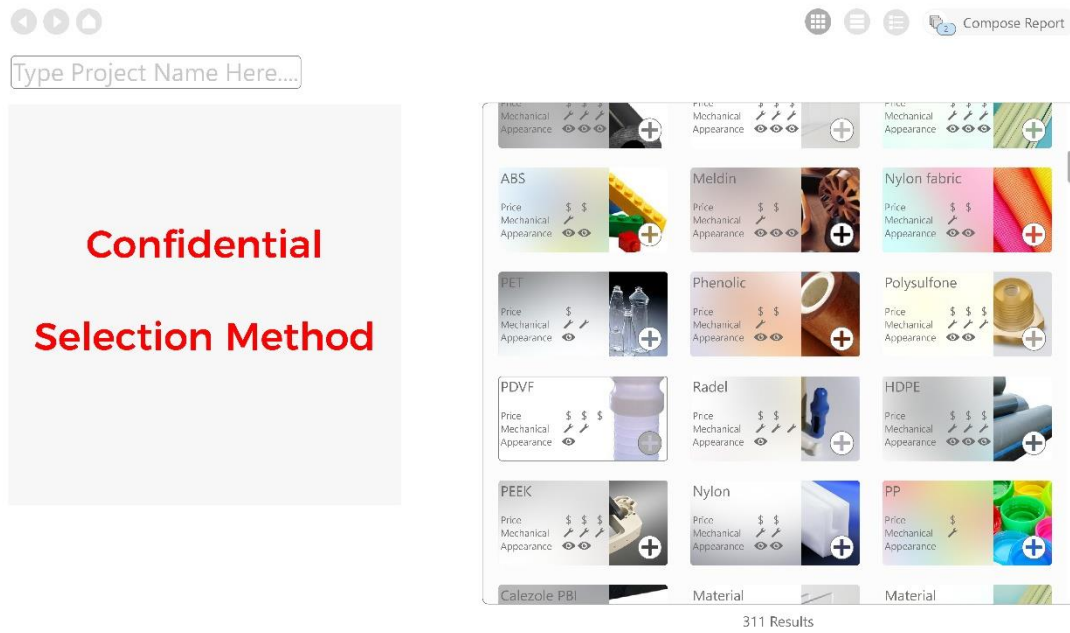 2
Compose Report
Type Project Name Here....
Confidential
Selection Method
Price $ $ $
Mechanical
Appearance
Price $ $ $
Mechanical
Appearance
Price $ $ $
Mechanical
Appearance
ABS
Price $ $
Mechanical
Appearance
Meldin
Price $ $
Mechanical
Appearance
Nylon fabric
Price $ $
Mechanical
Appearance
PET
Price $
Mechanical
Appearance
Phenolic
Price $ $
Mechanical
Appearance
Polysulfone
Price $ $ $
Mechanical
Appearance
PDVF
Price $ $ $
Mechanical
Appearance
Radel
Price $ $
Mechanical
Appearance
HDPE
Price $ $ $
Mechanical
Appearance
PEEK
Price $ $ $
Mechanical
Appearance
Nylon
Price $ $
Mechanical
Appearance
PP
Price $
Mechanical
Appearance
Calezole PBI
Material
Material
311 Results